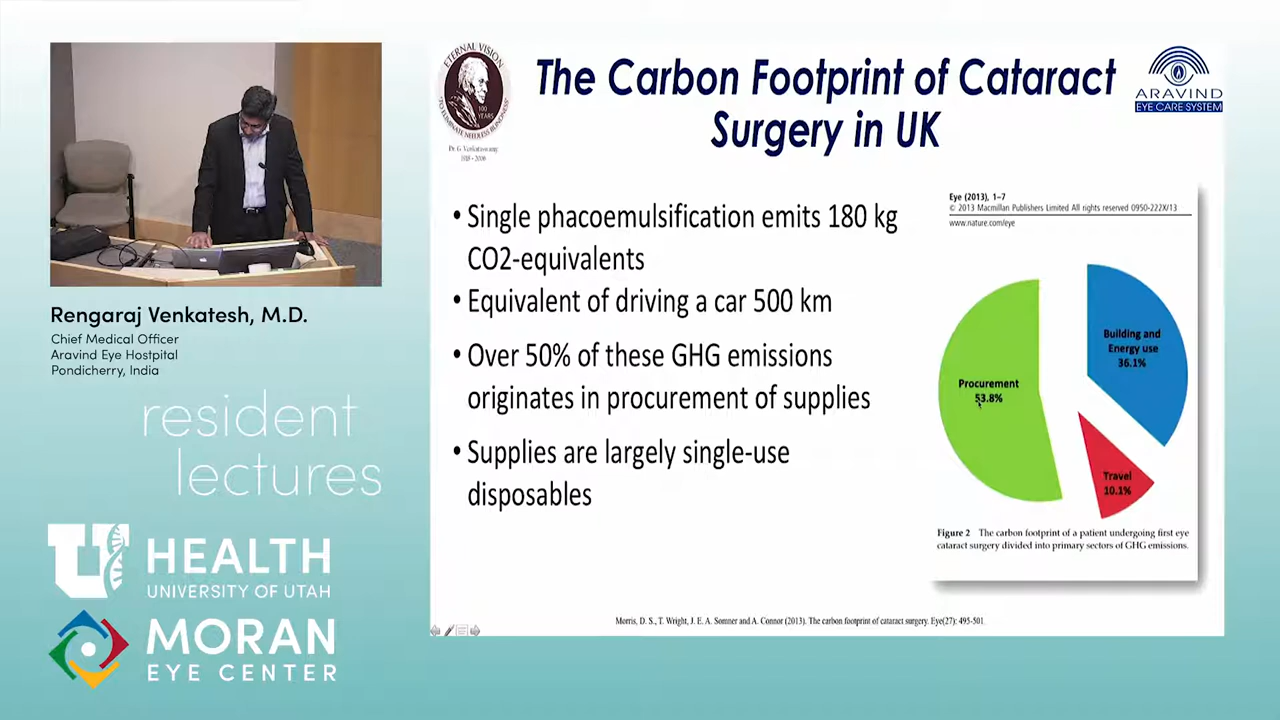 Rengaraj Venkatesh, M.D.
Chief Medical Officer
Aravind Eye Hostpital
Pondicherry, India
resident
lectures
U
HEALTH
UNIVERSITY OF UTAH
MORAN
EYE CENTER
ETERNAL VISION
100
YEARS
Dr. G. Venkataswamy
The Carbon Footprint of Cataract
Surgery in UK
ARAVIND
EYE CARE SYSTEM
• Single phacoemulsification emits 180 kg
CO2-equivalents
• Equivalent of driving a car 500 km
• Over 50% of these GHG emissions
originates in procurement of supplies
• Supplies are largely single-use
disposables
Eye (2013), 1–7
© 2013 Macmillan Publishers Limited All rights reserved 0950-222X/13
www.nature.com/eye
Building and
Energy use
36.1%
Procurement
53.8%
Travel
10.1%
Figure 2 The carbon footprint of a patient undergoing first eye
cataract surgery divided into primary sectors of GHG emissions.
Morris, D. S., T. Wright, J. E. A. Somner and A. Connor (2013). The carbon footprint of cataract surgery. Eye(27): 495-501.